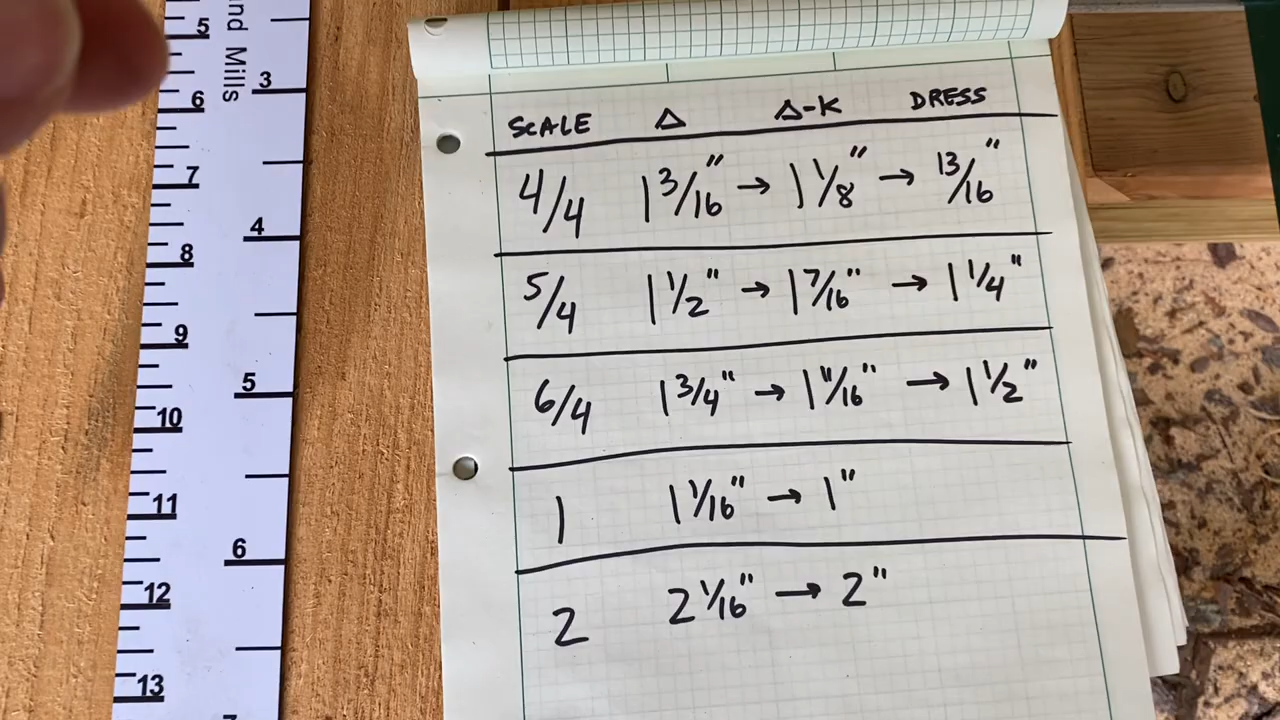 and Mills
5
3
6
7
4
8
9
5
10
11
6
12
13
SCALE Δ Δ-K DRESS
4/4 1 3/16" → 1 1/8" → 13/16"
5/4 1 1/2" → 1 7/16" → 1 1/4"
6/4 1 3/4" → 1 11/16" → 1 1/2"
1 1 1/16" → 1"
2 2 1/16" → 2"